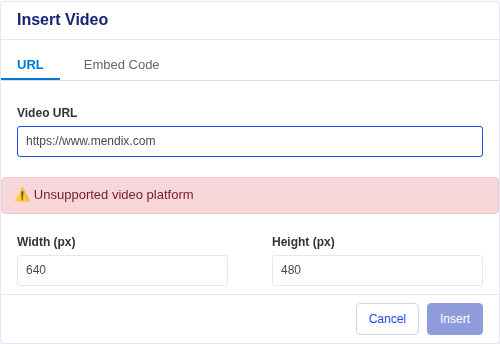 Insert Video
URL Embed Code
Video URL
https://www.mendix.com
⚠️ Unsupported video platform
Width (px) Height (px)
640 480
Cancel Insert